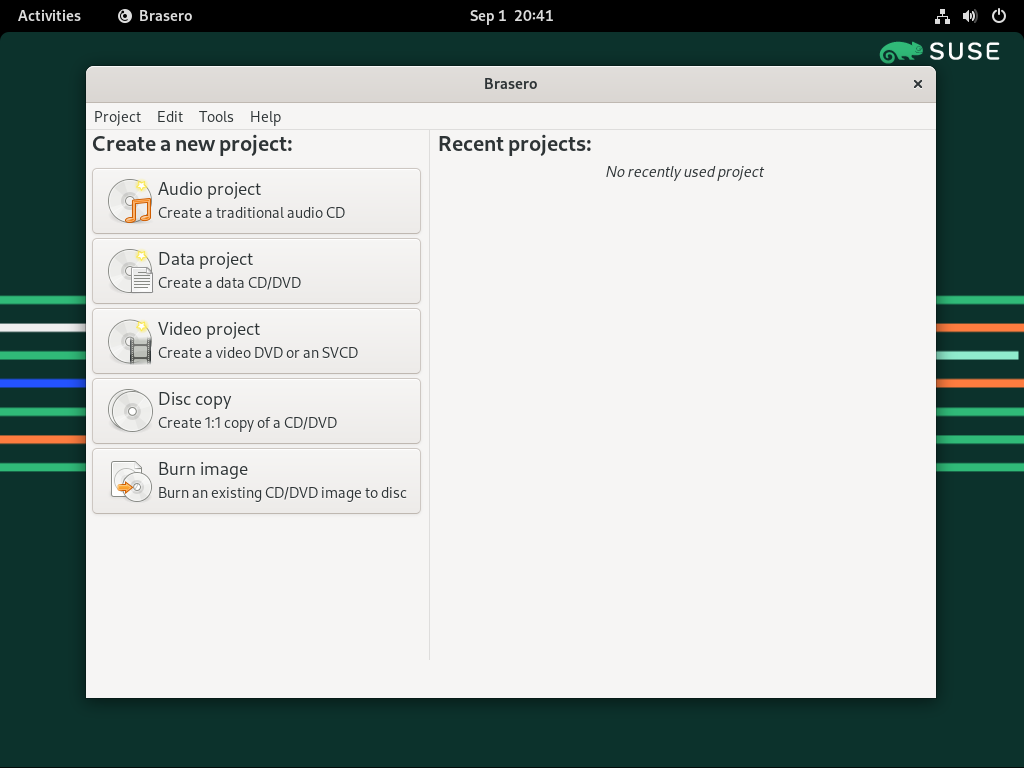 Activities
Brasero
Sep 1 20:41
SUSE
Brasero
Project Edit Tools Help
Create a new project:
Audio project
Create a traditional audio CD
Data project
Create a data CD/DVD
Video project
Create a video DVD or an SVCD
Disc copy
Create 1:1 copy of a CD/DVD
Burn image
Burn an existing CD/DVD image to disc
Recent projects:
No recently used project